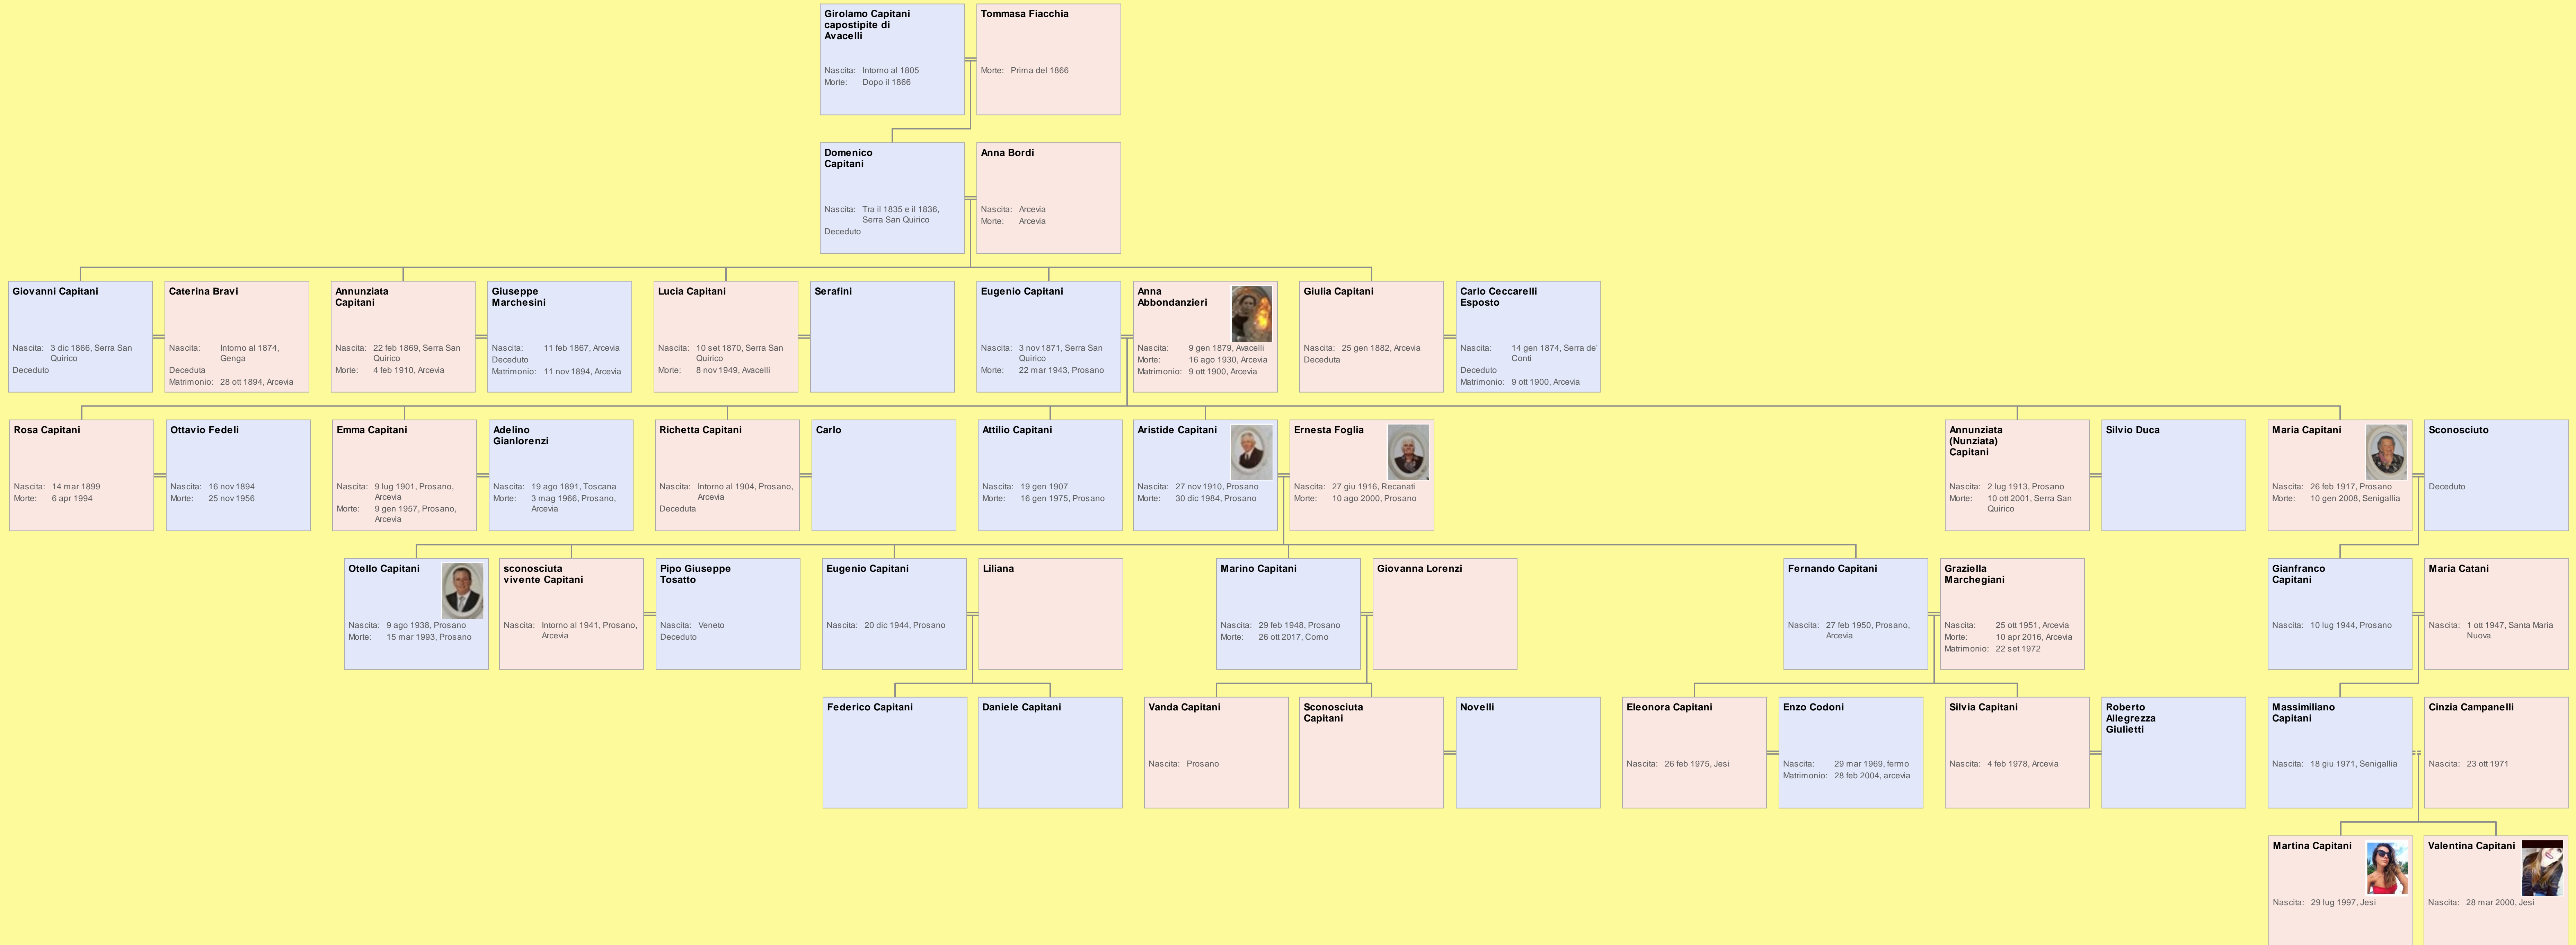 Girolamo Capitani
capostipite di
Avacelli
Nascita: Intorno al 1805
Morte: Dopo il 1866
Tommasa Fiacchia
Morte: Prima del 1866
Domenico
Capitani
Nascita: Tra il 1835 e il 1836,
Serra San Quirico
Deceduto
Anna Bordi
Nascita: Arcevia
Morte: Arcevia
Giovanni Capitani
Nascita: 3 dic 1866, Serra San
Quirico
Deceduto
Caterina Bravi
Nascita: Intorno al 1874,
Genga
Deceduta
Matrimonio: 28 ott 1894, Arcevia
Annunziata
Capitani
Nascita: 22 feb 1869, Serra San
Quirico
Morte: 4 feb 1910, Arcevia
Giuseppe
Marchesini
Nascita: 11 feb 1867, Arcevia
Deceduto
Matrimonio: 11 nov 1894, Arcevia
Lucia Capitani
Nascita: 10 set 1870, Serra San
Quirico
Morte: 8 nov 1949, Avacelli
Serafini
Eugenio Capitani
Nascita: 3 nov 1871, Serra San
Quirico
Morte: 22 mar 1943, Prosano
Anna
Abbondanzieri
Nascita: 9 gen 1879, Avacelli
Morte: 16 ago 1930, Arcevia
Matrimonio: 9 ott 1900, Arcevia
Giulia Capitani
Nascita: 25 gen 1882, Arcevia
Deceduta
Carlo Ceccarelli
Esposto
Nascita: 14 gen 1874, Serra de'
Conti
Deceduto
Matrimonio: 9 ott 1900, Arcevia
Rosa Capitani
Nascita: 14 mar 1899
Morte: 6 apr 1994
Ottavio Fedeli
Nascita: 16 nov 1894
Morte: 25 nov 1956
Emma Capitani
Nascita: 9 lug 1901, Prosano,
Arcevia
Morte: 9 gen 1957, Prosano,
Arcevia
Adelino
Gianlorenzi
Nascita: 19 ago 1891, Toscana
Morte: 3 mag 1966, Prosano,
Arcevia
Richetta Capitani
Nascita: Intorno al 1904, Prosano,
Arcevia
Deceduta
Carlo
Attilio Capitani
Nascita: 19 gen 1907
Morte: 16 gen 1975, Prosano
Aristide Capitani
Nascita: 27 nov 1910, Prosano
Morte: 30 dic 1984, Prosano
Ernesta Foglia
Nascita: 27 giu 1916, Recanati
Morte: 10 ago 2000, Prosano
Annunziata
(Nunziata)
Capitani
Nascita: 2 lug 1913, Prosano
Morte: 10 ott 2001, Serra San
Quirico
Silvio Duca
Maria Capitani
Nascita: 26 feb 1917, Prosano
Morte: 10 gen 2008, Senigallia
Sconosciuto
Deceduto
Otello Capitani
Nascita: 9 ago 1938, Prosano
Morte: 15 mar 1993, Prosano
sconosciuta
vivente Capitani
Nascita: Intorno al 1941, Prosano,
Arcevia
Pipo Giuseppe
Tosatto
Nascita: Veneto
Deceduto
Eugenio Capitani
Nascita: 20 dic 1944, Prosano
Liliana
Marino Capitani
Nascita: 29 feb 1948, Prosano
Morte: 26 ott 2017, Como
Giovanna Lorenzi
Fernando Capitani
Nascita: 27 feb 1950, Prosano,
Arcevia
Graziella
Marchegiani
Nascita: 25 ott 1951, Arcevia
Morte: 10 apr 2016, Arcevia
Matrimonio: 22 set 1972
Gianfranco
Capitani
Nascita: 10 lug 1944, Prosano
Maria Catani
Nascita: 1 ott 1947, Santa Maria
Nuova
Federico Capitani
Daniele Capitani
Vanda Capitani
Nascita: Prosano
Sconosciuta
Capitani
Novelli
Eleonora Capitani
Nascita: 26 feb 1975, Jesi
Enzo Codoni
Nascita: 29 mar 1969, fermo
Matrimonio: 28 feb 2004, arcevia
Silvia Capitani
Nascita: 4 feb 1978, Arcevia
Roberto
Allegrezza
Giulietti
Massimiliano
Capitani
Nascita: 18 giu 1971, Senigallia
Cinzia Campanelli
Nascita: 23 ott 1971
Martina Capitani
Nascita: 29 lug 1997, Jesi
Valentina Capitani
Nascita: 28 mar 2000, Jesi